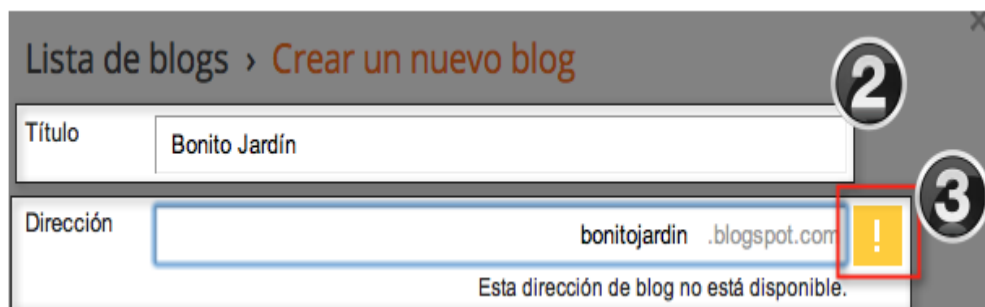 Lista de blogs › Crear un nuevo blog
2
Título
Bonito Jardín
3
Dirección
bonitojardin .blogspot.com
!
Esta dirección de blog no está disponible.